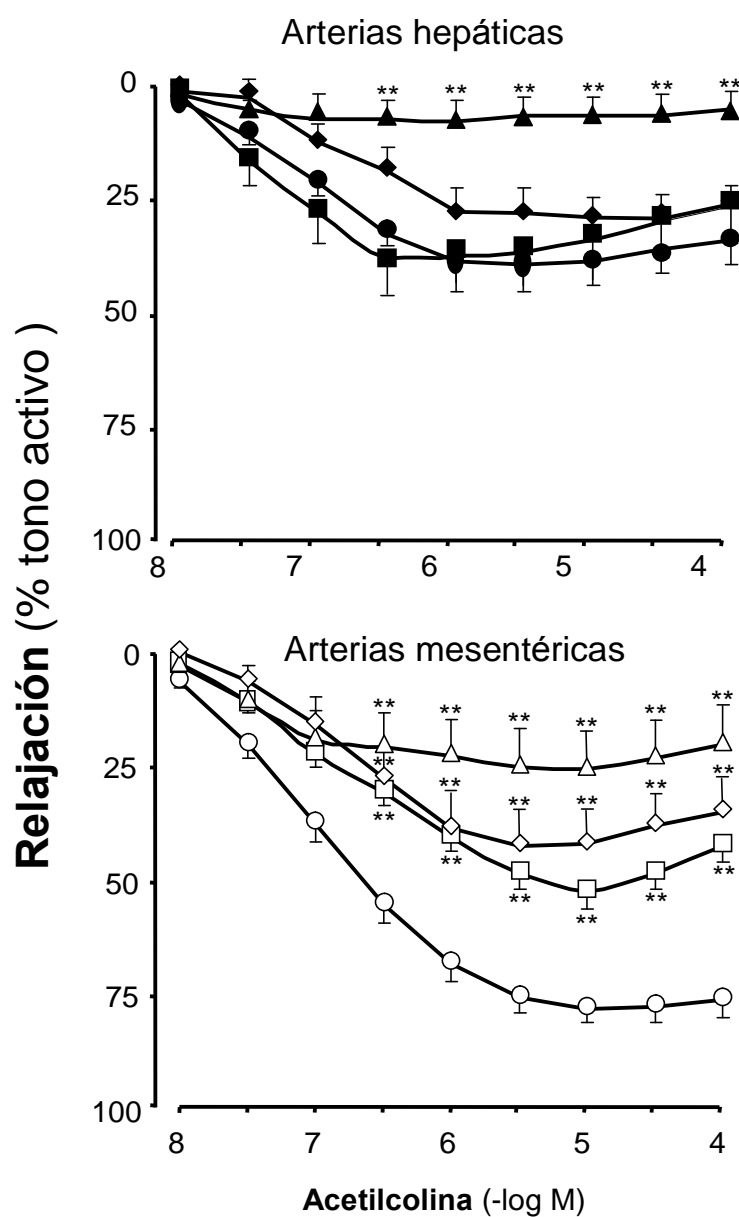 Arterias hepáticas
0
** ** ** ** ** **
25
50
75
100
8 7 6 5 4
Relajación (% tono activo )
Arterias mesentéricas
0
** ** ** ** ** **
** ** ** ** ** **
25
** ** ** ** ** **
50
75
100
8 7 6 5 4
Acetilcolina (-log M)